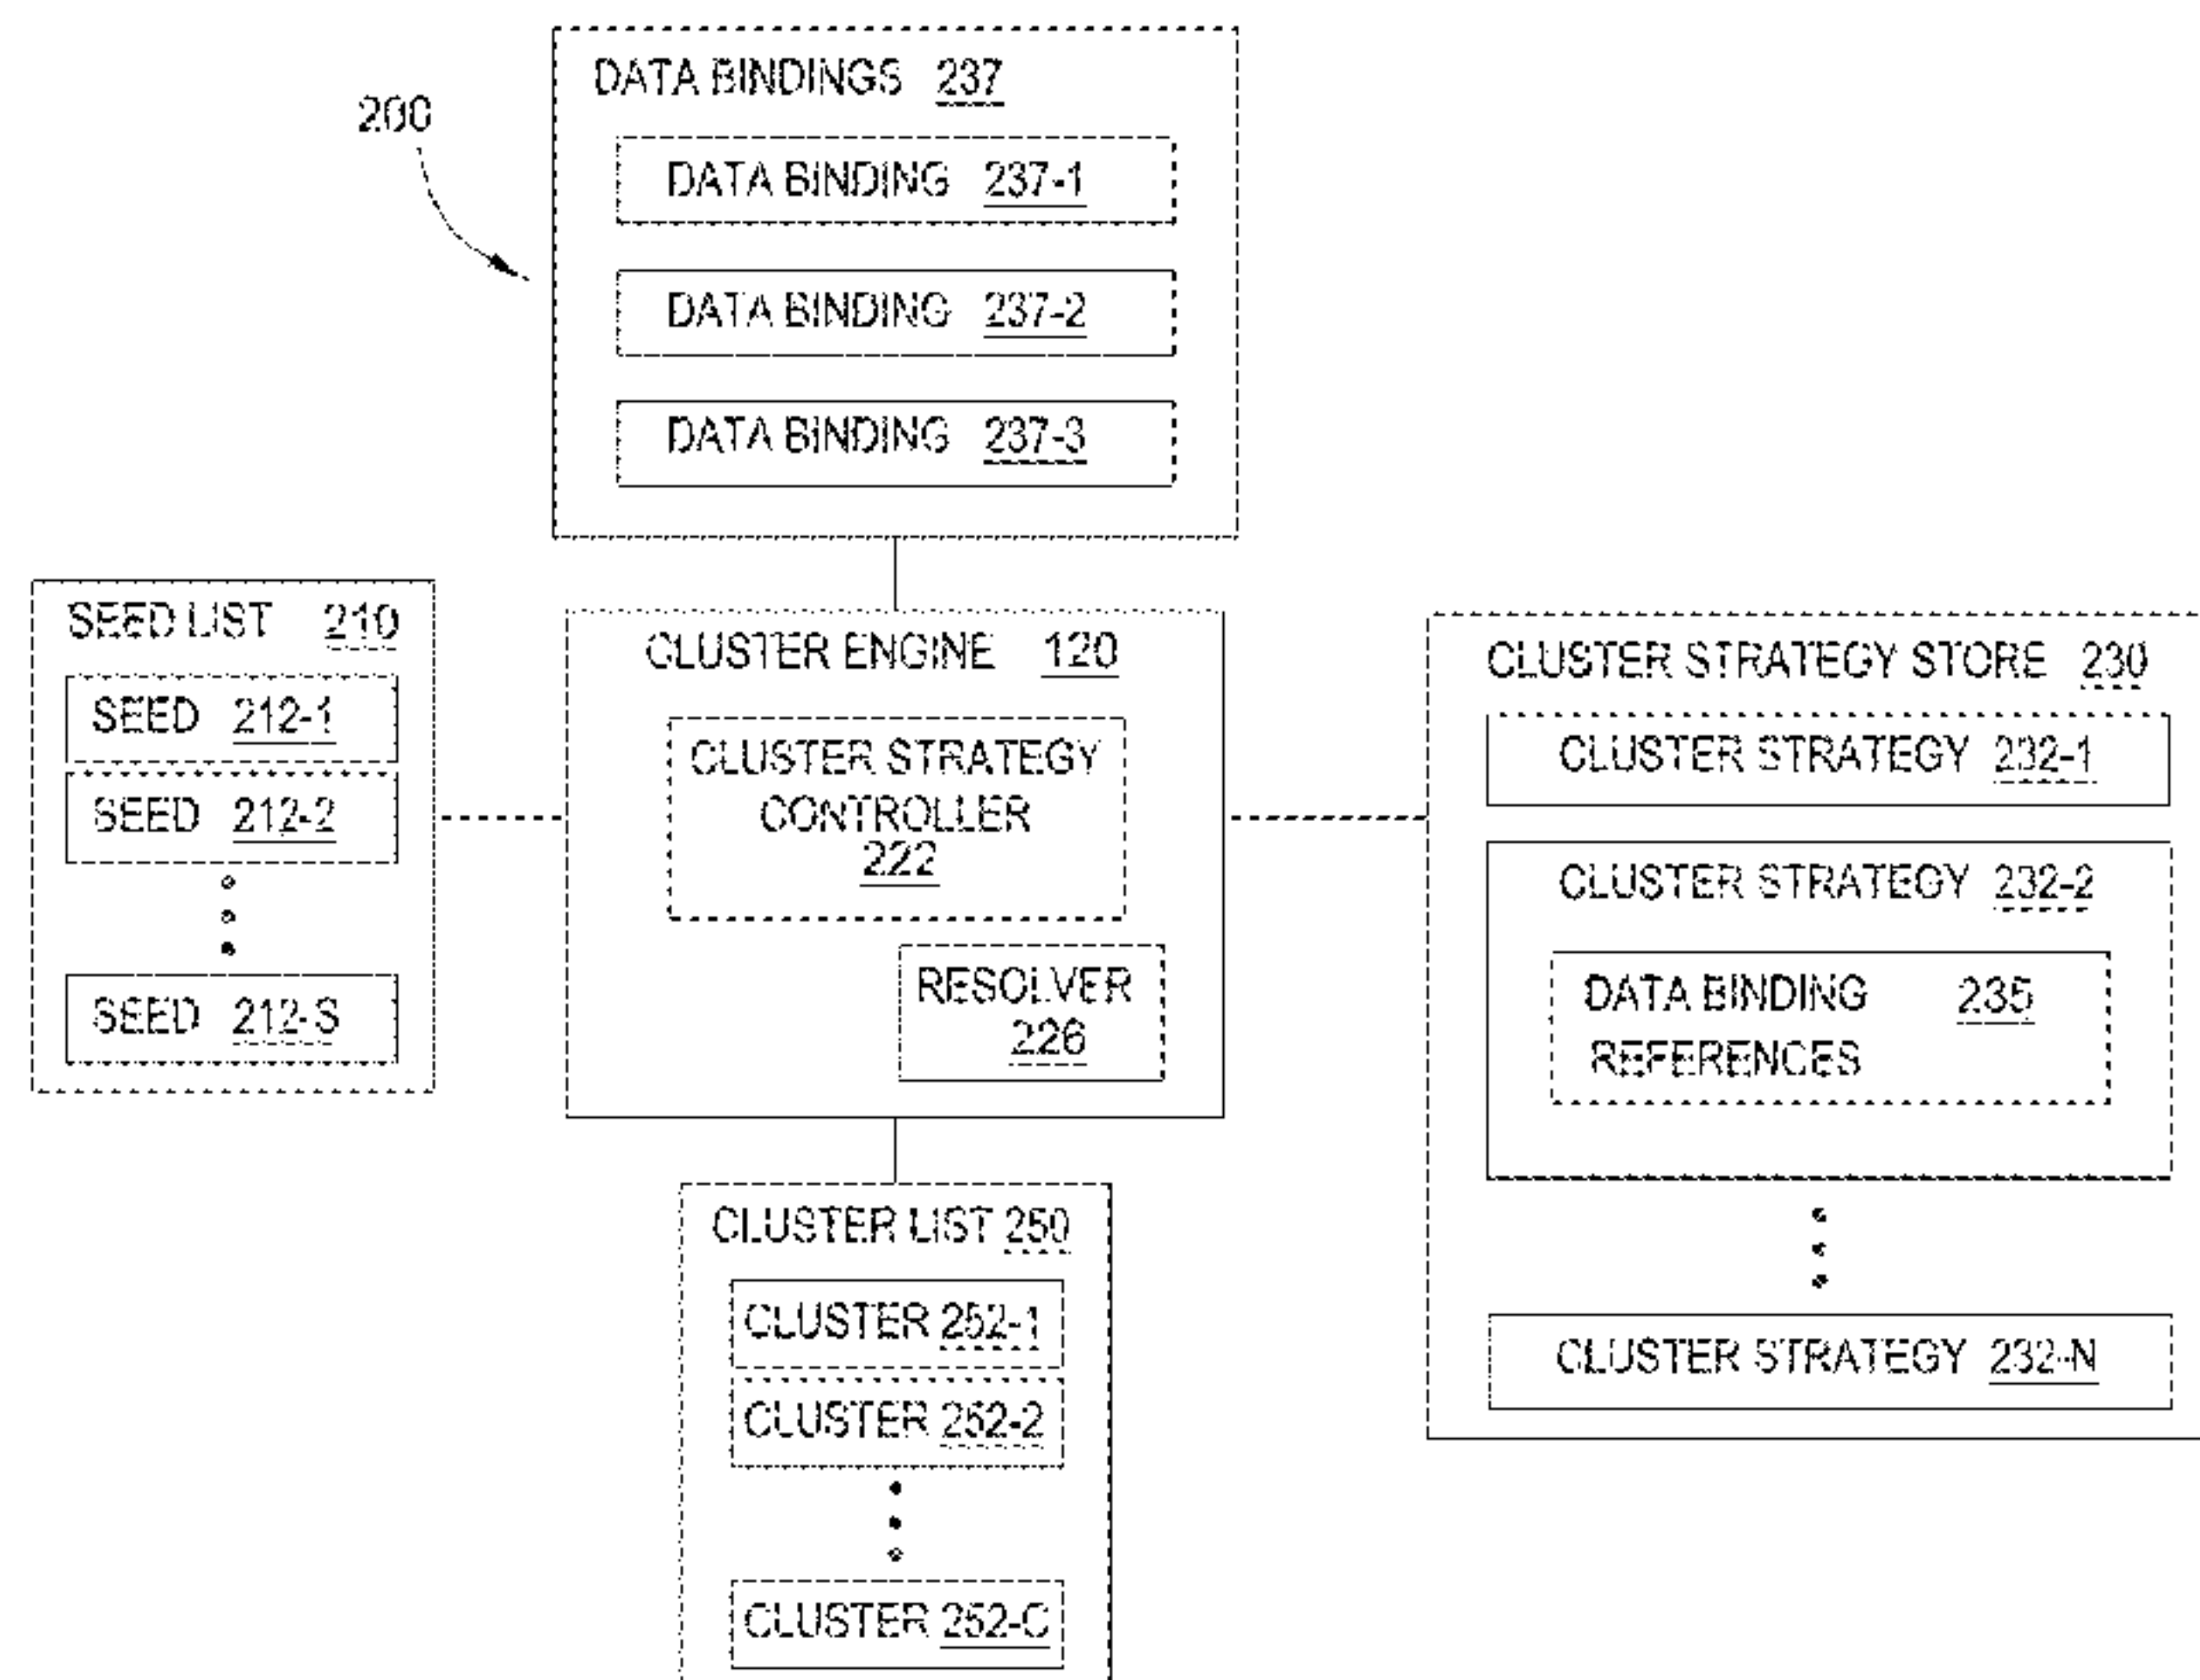 200
DATA BINDINGS 237
DATA BINDING 237-1
DATA BINDING 237-2
DATA BINDING 237-3
SEED LIST 210
SEED 212-1
SEED 212-2
SEED 212-S
CLUSTER ENGINE 120
CLUSTER STRATEGY
CONTROLLER
222
RESOLVER
226
CLUSTER STRATEGY STORE 230
CLUSTER STRATEGY 232-1
CLUSTER STRATEGY 232-2
DATA BINDING 235
REFERENCES
CLUSTER STRATEGY 232-N
CLUSTER LIST 250
CLUSTER 252-1
CLUSTER 252-2
CLUSTER 252-C